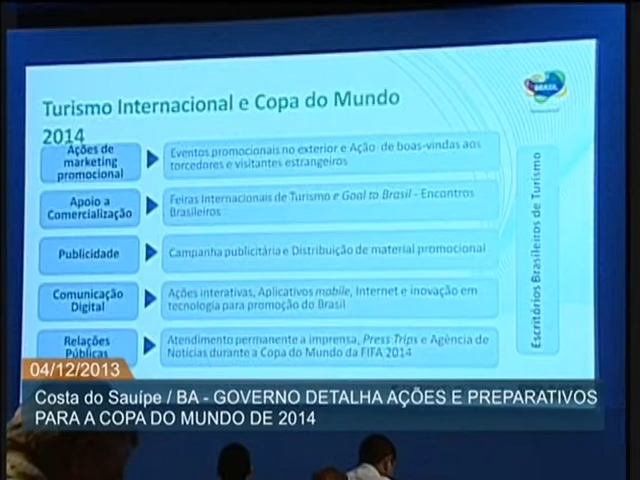 Turismo Internacional e Copa do Mundo
2014
BRASIL
Ações de
marketing
promocional
Eventos promocionais no exterior e Ação de boas-vindas aos
torcedores e visitantes estrangeiros
Apoio a
Comercialização
Feiras Internacionais de Turismo e Goal to Brasil - Encontros
Brasileiros
Publicidade
Campanha publicitária e Distribuição de material promocional
Comunicação
Digital
Ações interativas, Aplicativos mobile, Internet e inovação em
tecnologia para promoção do Brasil
Relações
Públicas
Atendimento permanente a imprensa, Press Trips e Agência de
Notícias durante a Copa do Mundo da FIFA 2014
Escritórios Brasileiros de Turismo
04/12/2013
Costa do Sauípe / BA - GOVERNO DETALHA AÇÕES E PREPARATIVOS
PARA A COPA DO MUNDO DE 2014